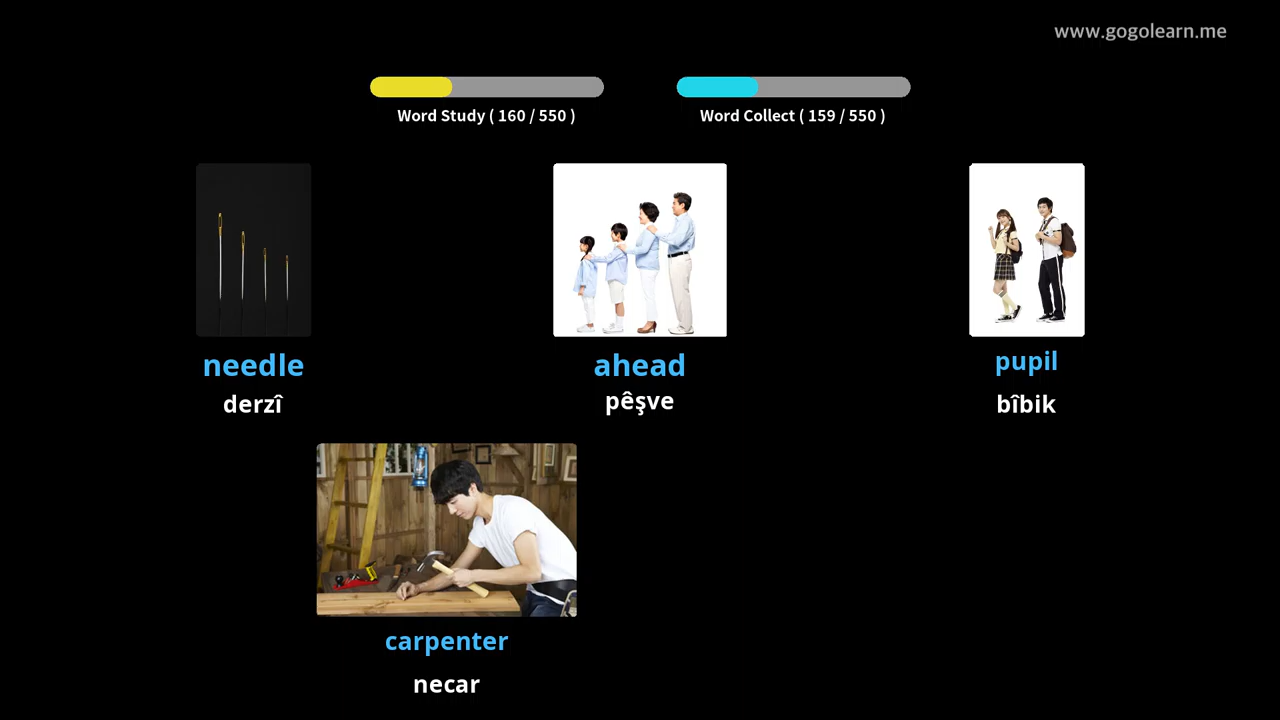 www.gogolearn.me
Word Study ( 160 / 550 )
Word Collect ( 159 / 550 )
needle
derzî
ahead
pêşve
pupil
bîbik
carpenter
necar